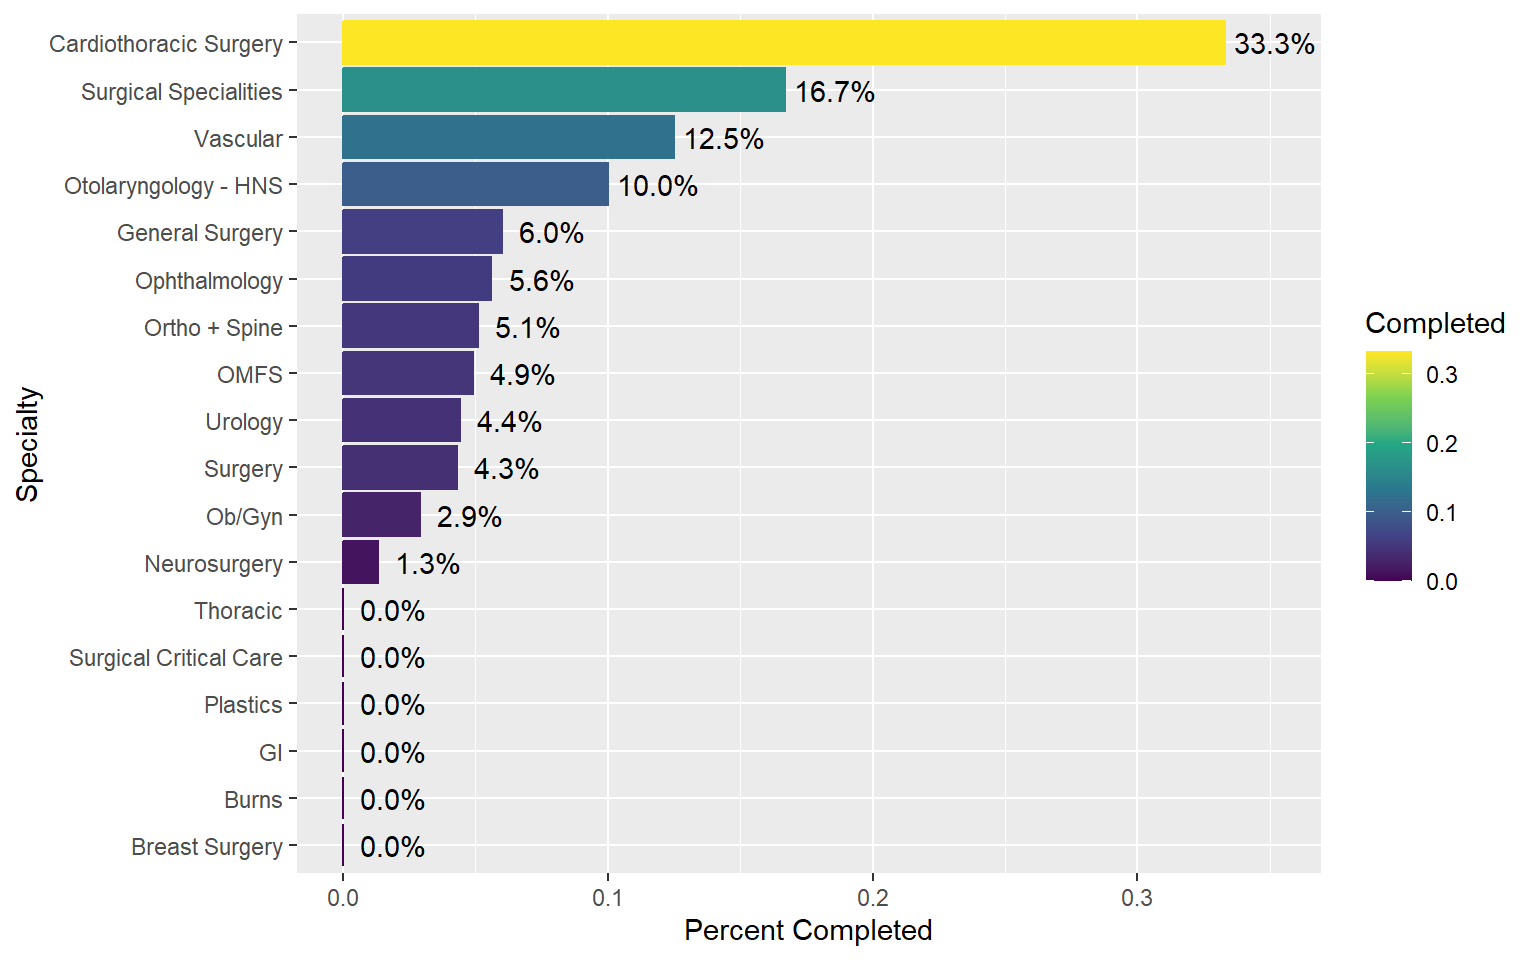 Cardiothoracic Surgery 33.3%
Surgical Specialities 16.7%
Vascular 12.5%
Otolaryngology - HNS 10.0%
General Surgery 6.0%
Ophthalmology 5.6%
Ortho + Spine 5.1%
OMFS 4.9%
Urology 4.4%
Surgery 4.3%
Ob/Gyn 2.9%
Neurosurgery 1.3%
Thoracic 0.0%
Surgical Critical Care 0.0%
Plastics 0.0%
GI 0.0%
Burns 0.0%
Breast Surgery 0.0%
Specialty
0.0 0.1 0.2 0.3
Percent Completed
Completed
0.3
0.2
0.1
0.0